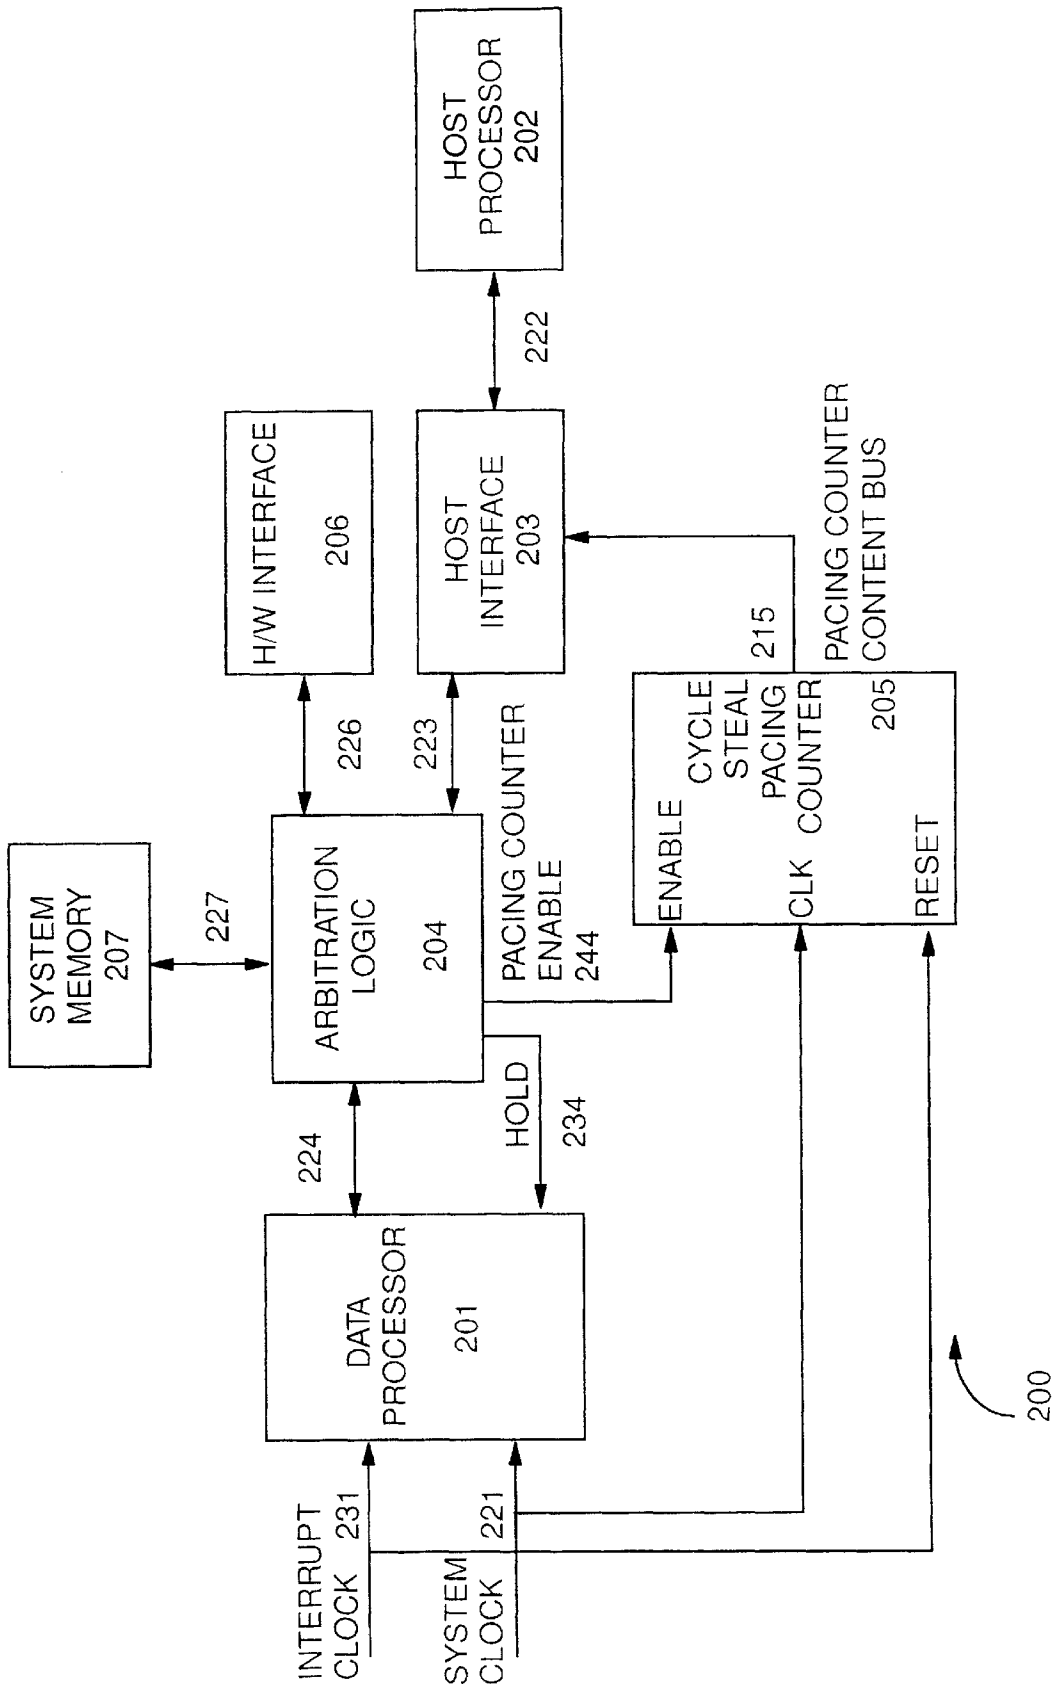 SYSTEM
MEMORY
207
227
H/W INTERFACE
206
226
DATA
PROCESSOR
201
224
ARBITRATION
LOGIC
204
223
HOST
INTERFACE
203
222
HOST
PROCESSOR
202
INTERRUPT
CLOCK 231
SYSTEM
CLOCK 221
HOLD
234
PACING COUNTER
ENABLE
244
ENABLE
CLK
RESET
CYCLE
STEAL
PACING
COUNTER
205
215
PACING COUNTER
CONTENT BUS
200